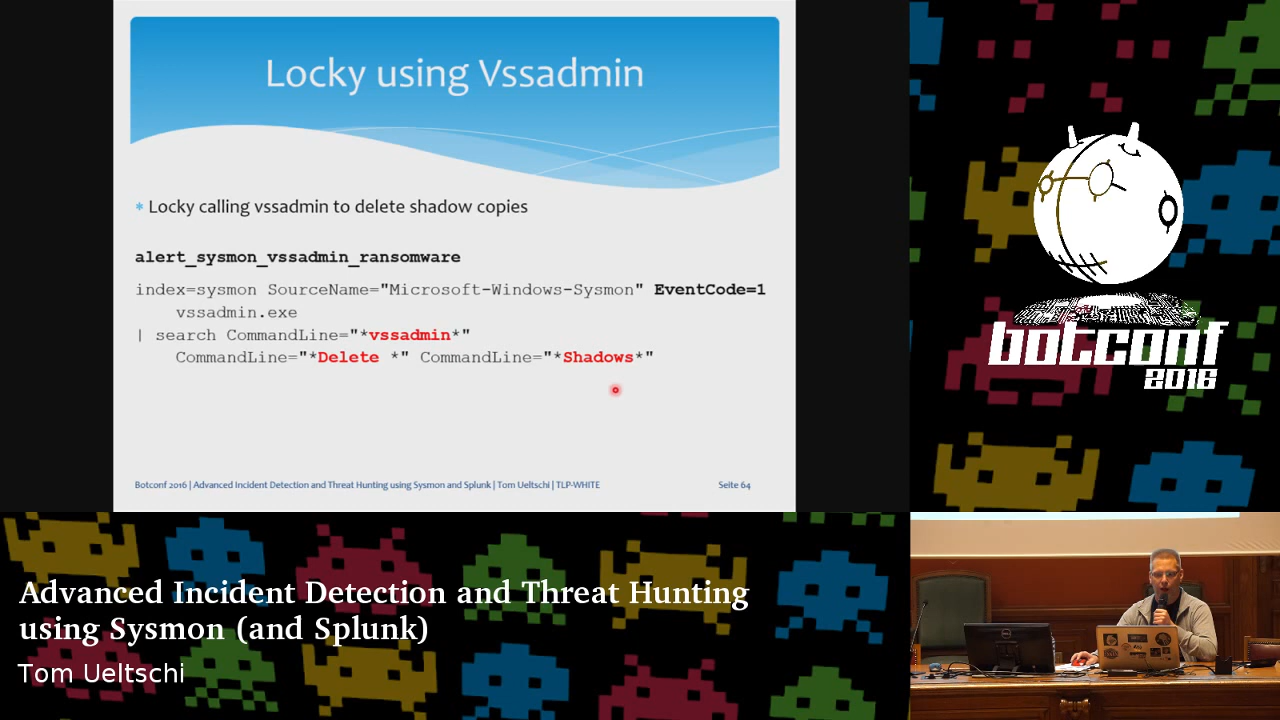 Locky using Vssadmin
* Locky calling vssadmin to delete shadow copies
alert_sysmon_vssadmin_ransomware
index=sysmon SourceName="Microsoft-Windows-Sysmon" EventCode=1
vssadmin.exe
| search CommandLine="*vssadmin*"
CommandLine="*Delete *" CommandLine="*Shadows*"
Botconf 2016 | Advanced Incident Detection and Threat Hunting using Sysmon and Splunk | Tom Ueltschi | TLP-WHITE
Seite 64
botconf
2016
Advanced Incident Detection and Threat Hunting
using Sysmon (and Splunk)
Tom Ueltschi